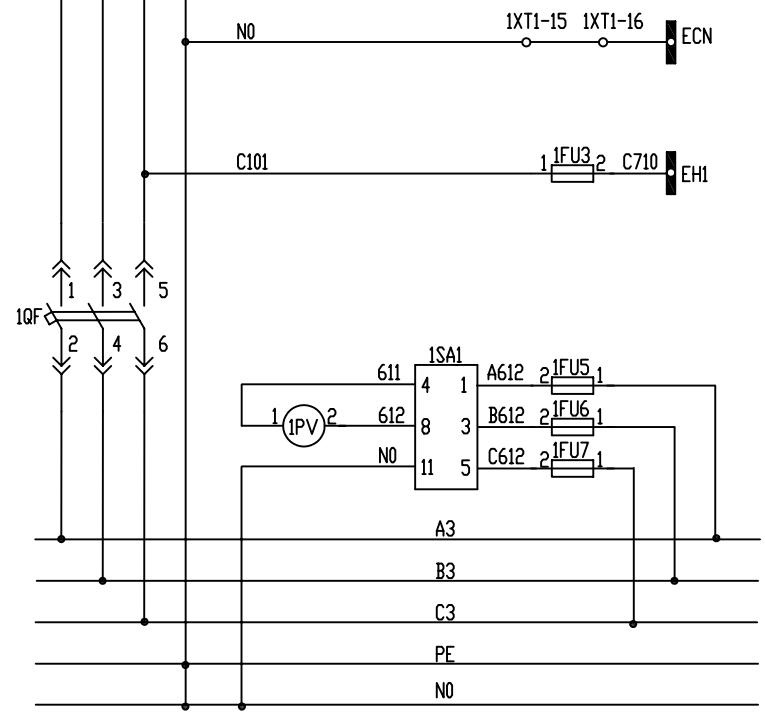 1XT1-15 1XT1-16
N0 ECN
C101 1 1FU3 2 C710 EH1
1 3 5
1QF
2 4 6
1SA1
611 4 1 A612 2 1FU5 1
1 1PV 2 612 8 3 B612 2 1FU6 1
N0 11 5 C612 2 1FU7 1
A3
B3
C3
PE
N0